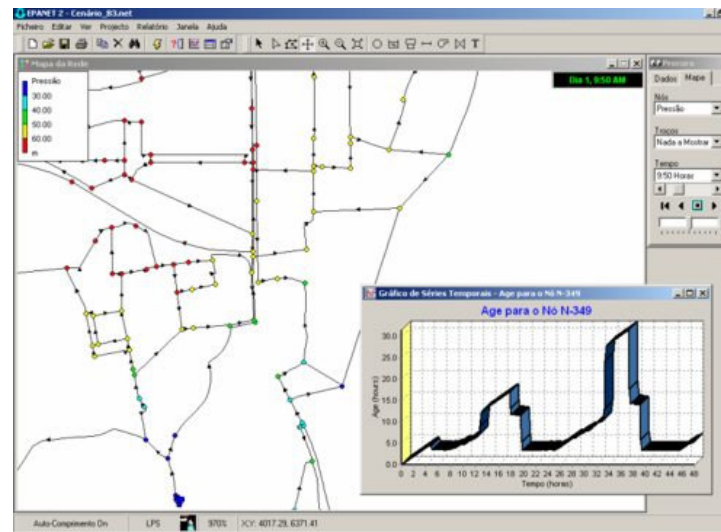 EPANET 2 - Cenário_B3.net
Ficheiro Editar Ver Projecto Relatório Janela Ajuda
Mapa da Rede
Dia 1, 9:50 AM
Pressão
30.00
40.00
50.00
60.00
m
Procura
Dados Mapa
Nós
Pressão
Troços
Nada a Mostrar
Tempo
9:50 Horas
Gráfico de Séries Temporais - Age para o Nó N-349
Age para o Nó N-349
Age (hours)
30.0
25.0
20.0
15.0
10.0
5.0
0.0
0 2 4 6 8 10 12 14 16 18 20 22 24 26 28 30 32 34 36 38 40 42 44 46 48
Tempo (horas)
Auto-Comprimento On LPS 970% X,Y: 4017.29, 6371.41